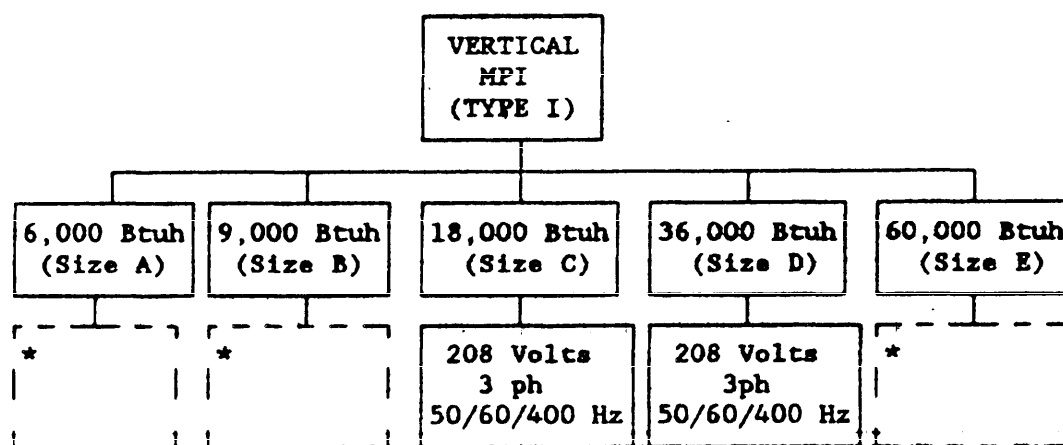 VERTICAL
MPI
(TYPE I)
6,000 Btuh
(Size A)
9,000 Btuh
(Size B)
18,000 Btuh
(Size C)
36,000 Btuh
(Size D)
60,000 Btuh
(Size E)
*
*
208 Volts
3 ph
50/60/400 Hz
208 Volts
3ph
50/60/400 Hz
*